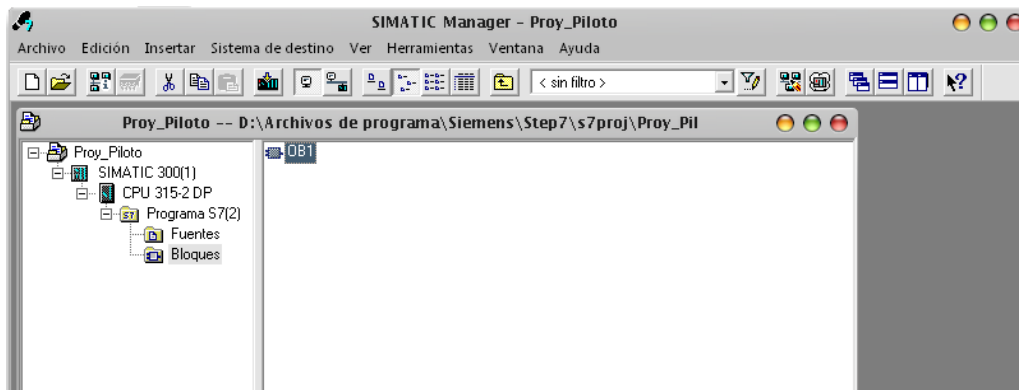 SIMATIC Manager - Proy_Piloto
Archivo Edición Insertar Sistema de destino Ver Herramientas Ventana Ayuda
< sin filtro >
Proy_Piloto -- D:\Archivos de programa\Siemens\Step7\s7proj\Proy_Pil
Proy_Piloto
OB1
SIMATIC 300(1)
CPU 315-2 DP
S7 Programa S7(2)
Fuentes
Bloques